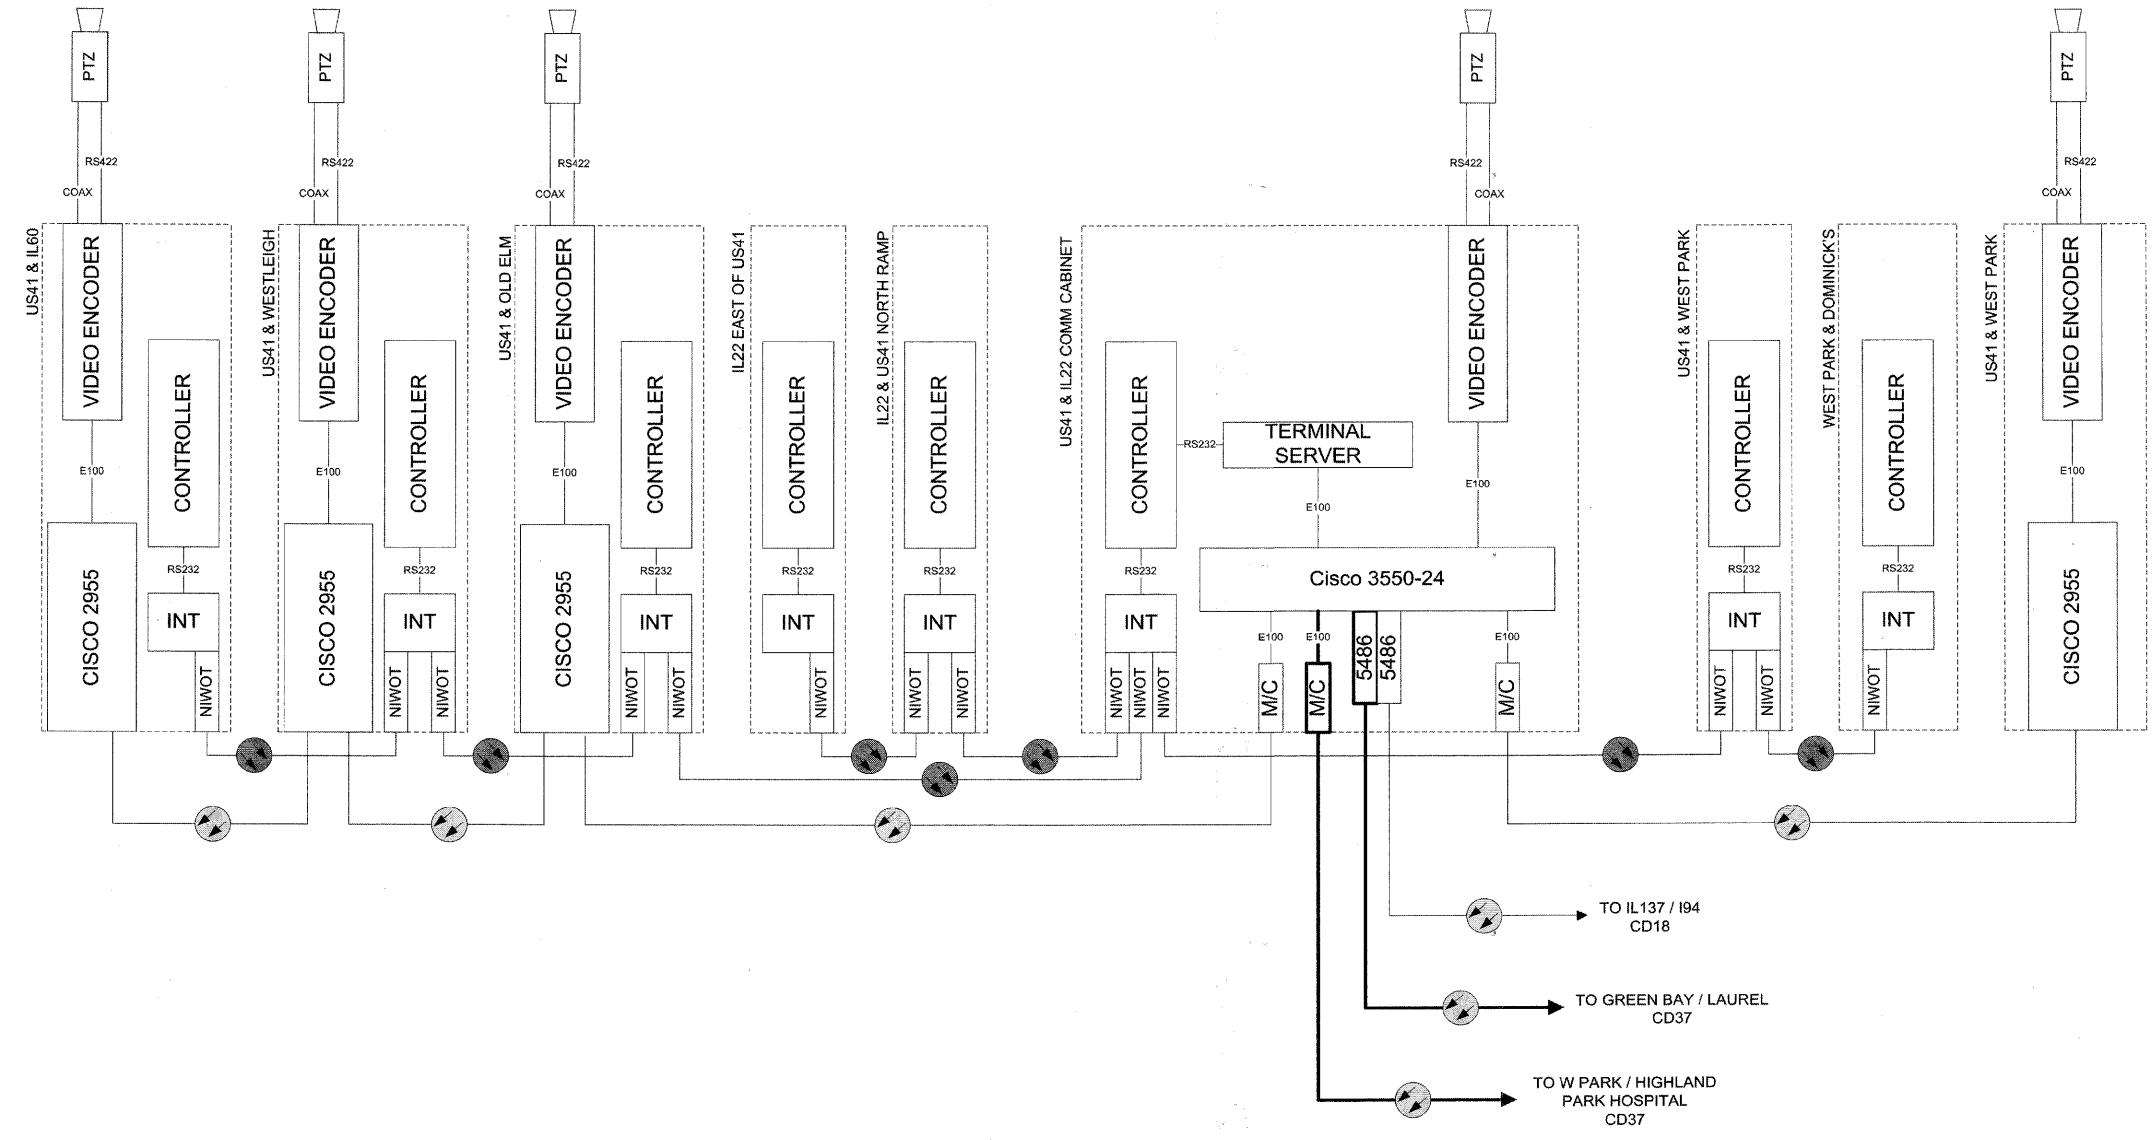 PTZ
PTZ
PTZ
PTZ
PTZ
RS422
RS422
RS422
RS422
RS422
COAX
COAX
COAX
COAX
COAX
US41 & IL60
VIDEO ENCODER
CONTROLLER
E100
CISCO 2955
RS232
INT
NIWOT
US41 & WESTLEIGH
VIDEO ENCODER
CONTROLLER
E100
CISCO 2955
RS232
INT
NIWOT
NIWOT
US41 & OLD ELM
VIDEO ENCODER
CONTROLLER
E100
CISCO 2955
RS232
INT
NIWOT
NIWOT
IL22 EAST OF US41
CONTROLLER
RS232
INT
NIWOT
IL22 & US41 NORTH RAMP
CONTROLLER
RS232
INT
NIWOT
NIWOT
US41 & IL22 COMM CABINET
CONTROLLER
RS232
TERMINAL
SERVER
VIDEO ENCODER
E100
E100
Cisco 3550-24
RS232
INT
NIWOT
NIWOT
NIWOT
E100
M/C
E100
M/C
5486
5486
E100
M/C
US41 & WEST PARK
CONTROLLER
RS232
INT
NIWOT
NIWOT
WEST PARK & DOMINICK'S
CONTROLLER
RS232
INT
NIWOT
US41 & WEST PARK
VIDEO ENCODER
E100
CISCO 2955
TO IL137 / I94
CD18
TO GREEN BAY / LAUREL
CD37
TO W PARK / HIGHLAND
PARK HOSPITAL
CD37